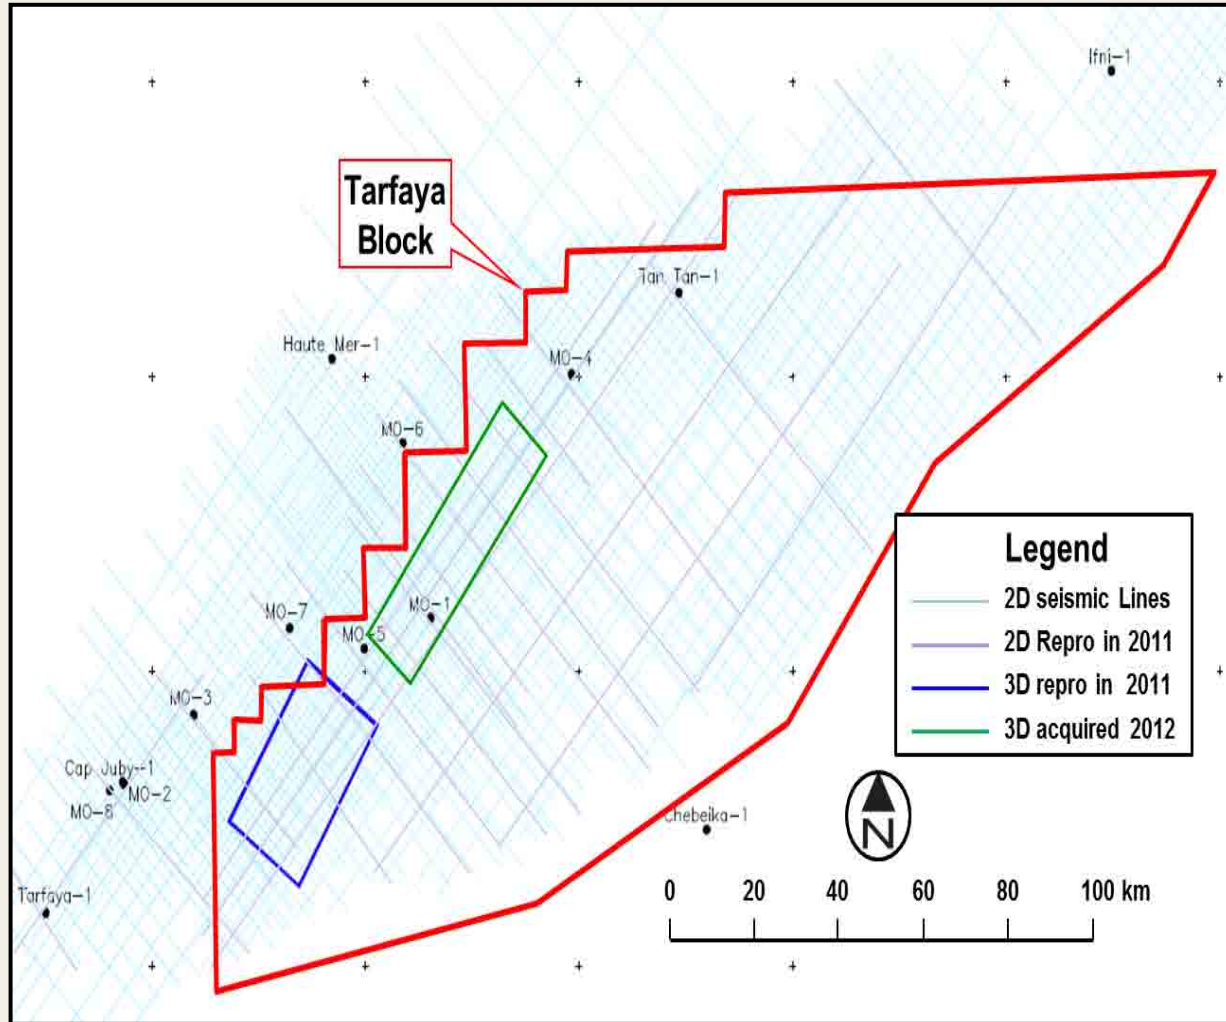 Ifni-1
Tarfaya
Block
Tan Tan-1
Haute Mer-1
MO-4
MO-6
MO-1
MO-7
MO-5
MO-3
Cap Juby-1
MO-2
MO-8
Tarfaya-1
Chebeika-1
Legend
2D seismic Lines
2D Repro in 2011
3D repro in 2011
3D acquired 2012
N
0 20 40 60 80 100 km